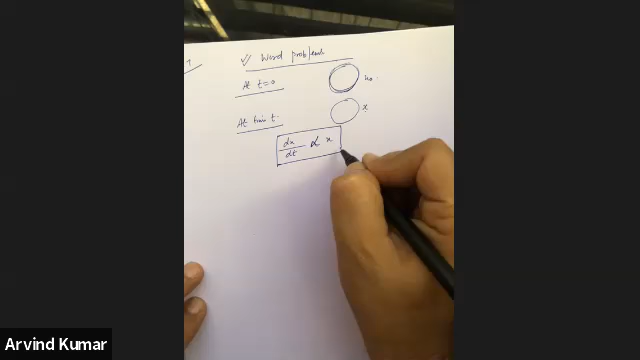 ✓ Word problem
At t=0
x₀.
At time t.
x
dx/dt ∝ x
Arvind Kumar